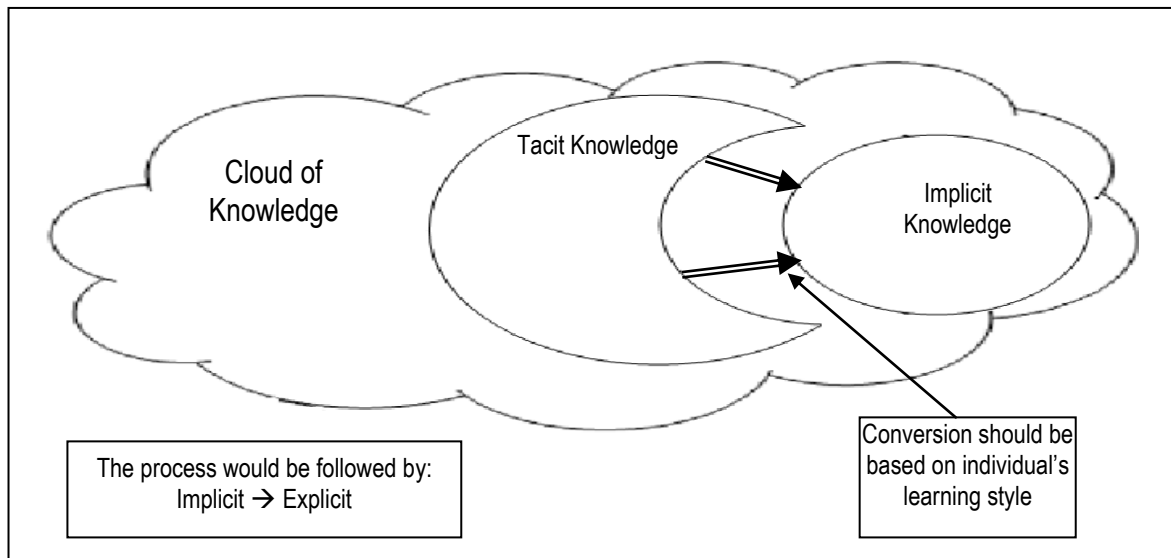 Cloud of
Knowledge
Tacit Knowledge
Implicit
Knowledge
The process would be followed by:
Implicit → Explicit
Conversion should be
based on individual’s
learning style